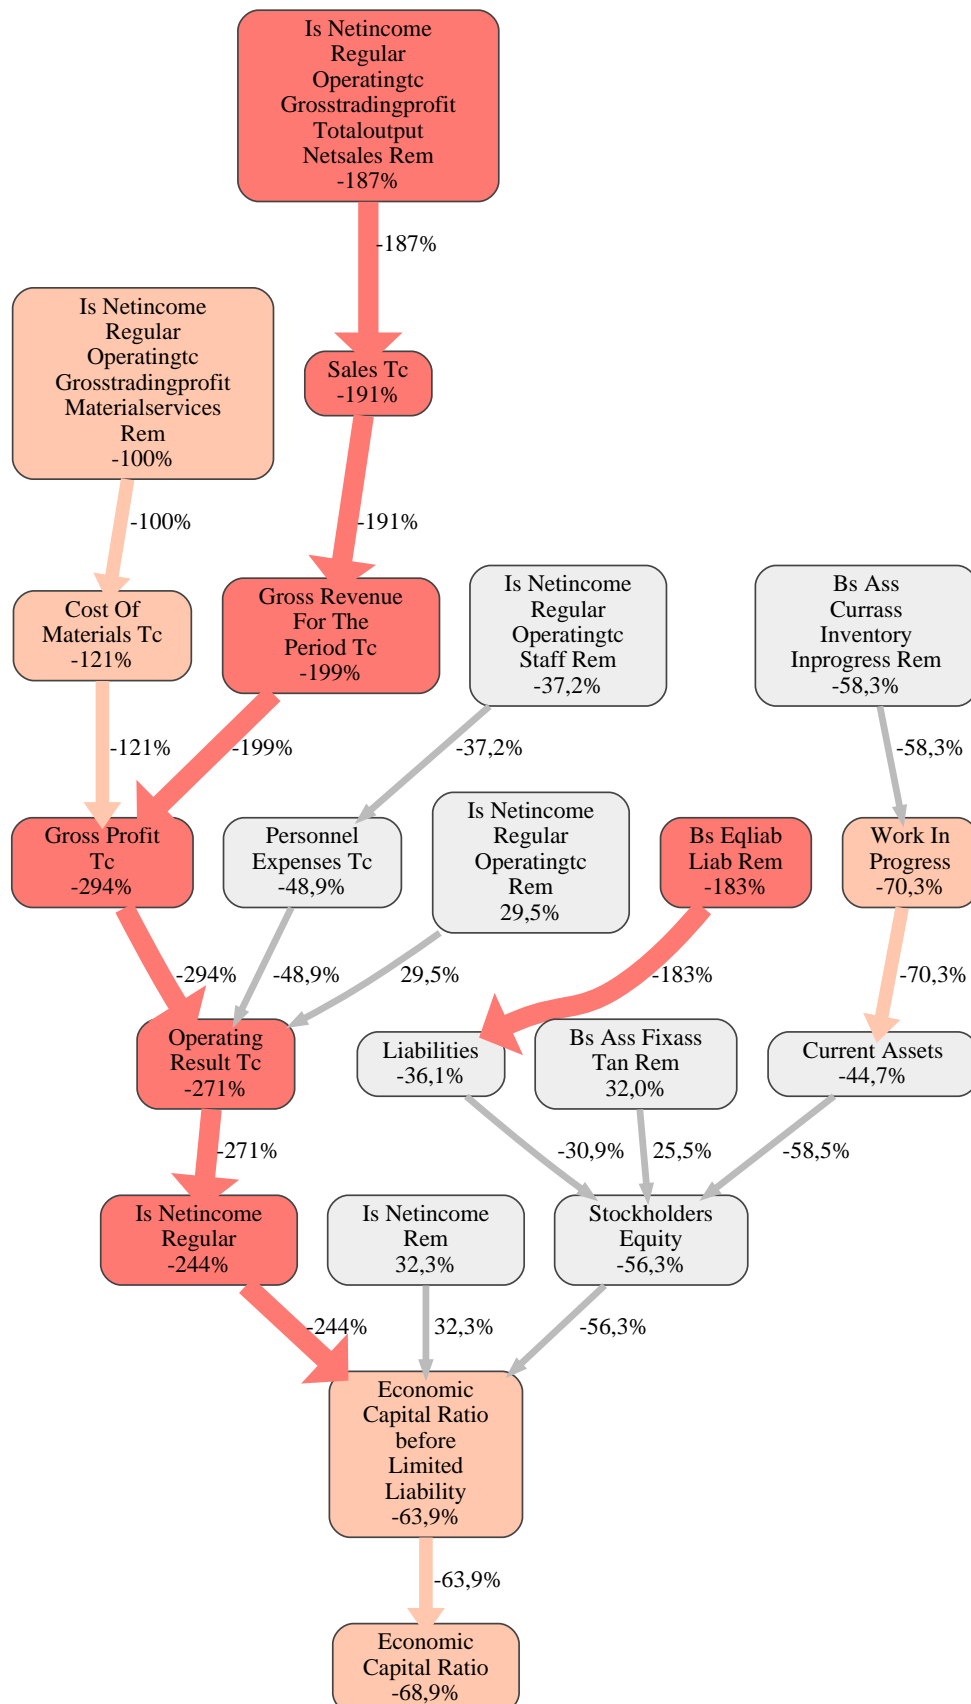 Is Netincome
Regular
Operatingtc
Grosstradingprofit
Totaloutput
Netsales Rem
-187%
-187%
Is Netincome
Regular
Operatingtc
Grosstradingprofit
Materialservices
Rem
-100%
Sales Tc
-191%
-100%
-191%
Cost Of
Materials Tc
-121%
Gross Revenue
For The
Period Tc
-199%
Is Netincome
Regular
Operatingtc
Staff Rem
-37,2%
Bs Ass
Currass
Inventory
Inprogress Rem
-58,3%
-121%
-199%
-37,2%
-58,3%
Gross Profit
Tc
-294%
Personnel
Expenses Tc
-48,9%
Is Netincome
Regular
Operatingtc
Rem
29,5%
Bs Eqliab
Liab Rem
-183%
Work In
Progress
-70,3%
-294%
-48,9%
29,5%
-183%
-70,3%
Operating
Result Tc
-271%
Liabilities
-36,1%
Bs Ass Fixass
Tan Rem
32,0%
Current Assets
-44,7%
-271%
-30,9%
25,5%
-58,5%
Is Netincome
Regular
-244%
Is Netincome
Rem
32,3%
Stockholders
Equity
-56,3%
-244%
32,3%
-56,3%
Economic
Capital Ratio
before
Limited
Liability
-63,9%
-63,9%
Economic
Capital Ratio
-68,9%